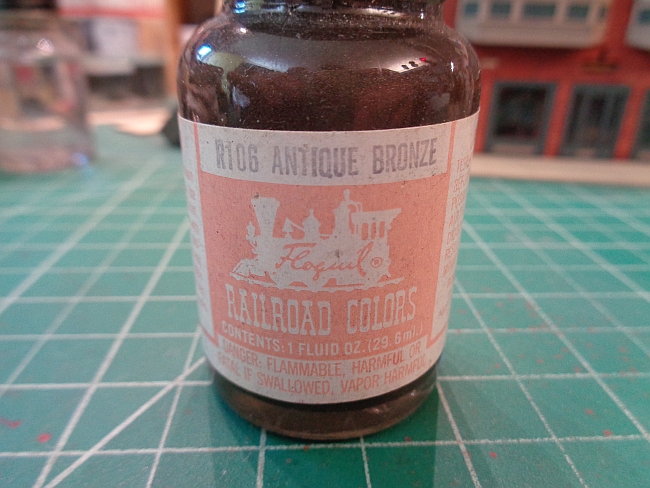 R106 ANTIQUE BRONZE
Floquil ®
RAILROAD COLORS
CONTENTS: 1 FLUID OZ. (29.6 ml.)
DANGER: FLAMMABLE, HARMFUL OR
FATAL IF SWALLOWED, VAPOR HARMFUL